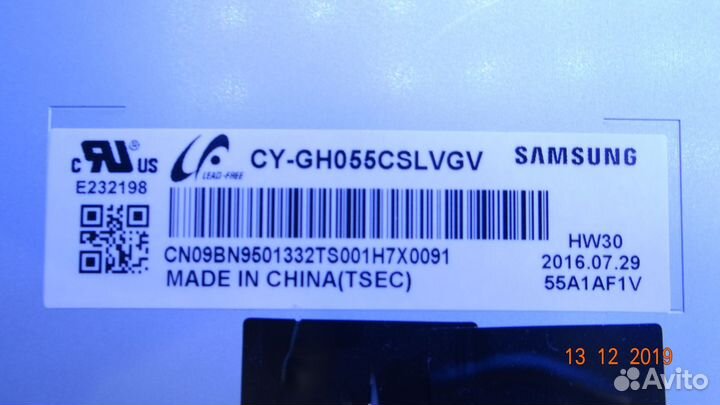 c UR US
E232198
LEAD-FREE
CY-GH055CSLVGV
SAMSUNG
CN09BN9501332TS001H7X0091
MADE IN CHINA(TSEC)
HW30
2016.07.29
55A1AF1V
13 12 2019
Avito